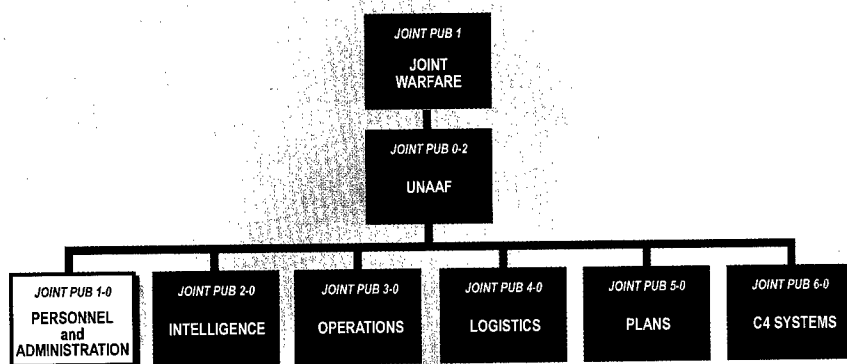 JOINT PUB 1
JOINT
WARFARE
JOINT PUB 0-2
UNAAF
JOINT PUB 1-0
PERSONNEL
and
ADMINISTRATION
JOINT PUB 2-0
INTELLIGENCE
JOINT PUB 3-0
OPERATIONS
JOINT PUB 4-0
LOGISTICS
JOINT PUB 5-0
PLANS
JOINT PUB 6-0
C4 SYSTEMS